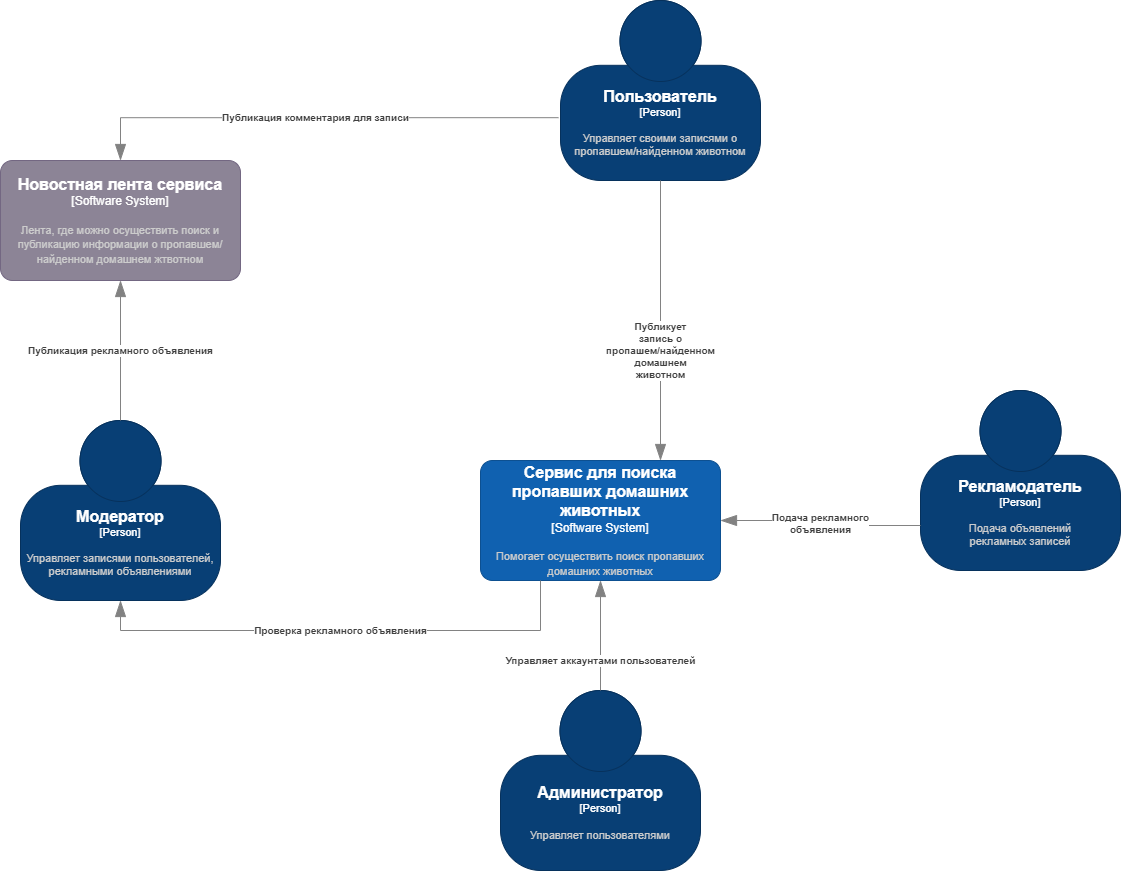 Пользователь
[Person]
Управляет своими записями о
пропавшем/найденном животном
Публикация комментария для записи
Новостная лента сервиса
[Software System]
Лента, где можно осуществить поиск и
публикацию информации о пропавшем/
найденном домашнем жтвотном
Публикует
запись о
пропашем/найденном
домашнем
животном
Публикация рекламного объявления
Модератор
[Person]
Управляет записями пользователей,
рекламными объявлениями
Сервис для поиска
пропавших домашних
животных
[Software System]
Помогает осуществить поиск пропавших
домашних животных
Подача рекламного
объявления
Рекламодатель
[Person]
Подача объявлений
рекламных записей
Проверка рекламного объявления
Управляет аккаунтами пользователей
Администратор
[Person]
Управляет пользователями